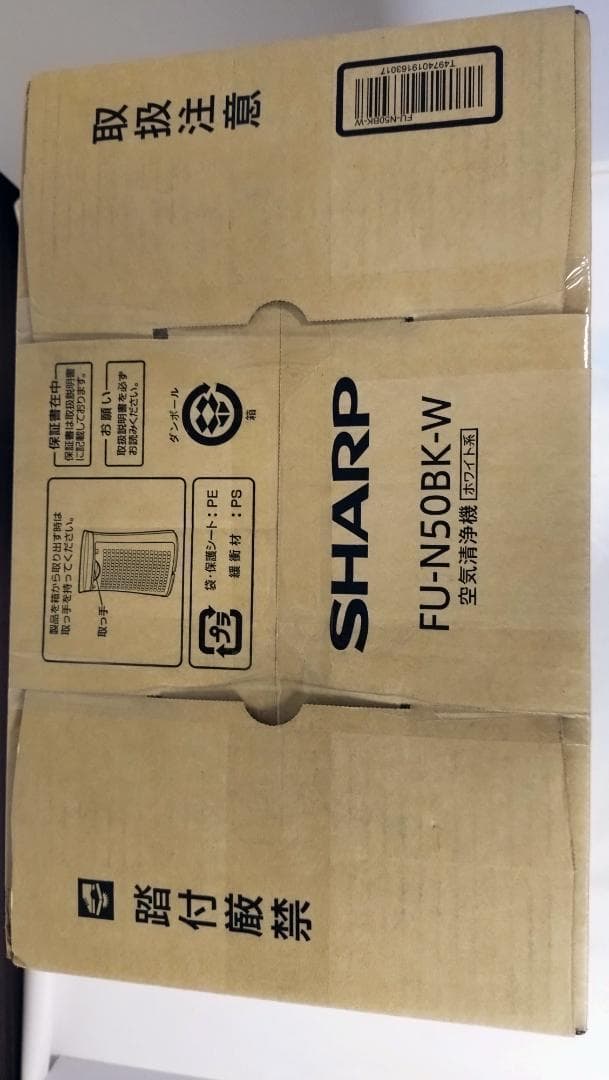 踏付厳禁
製品を箱から取り出す時は
取っ手を持ってください。
取っ手
保証書在中
保証書は取扱説明書
に記載しております。
お願い
取扱説明書を必ず
お読みください。
プラ
袋・保護シート：PE
緩衝材：PS
ダンボール
箱
SHARP
FU-N50BK-W
空気清浄機 ホワイト系
取扱注意
T4974019163017
FU-N50BK-W